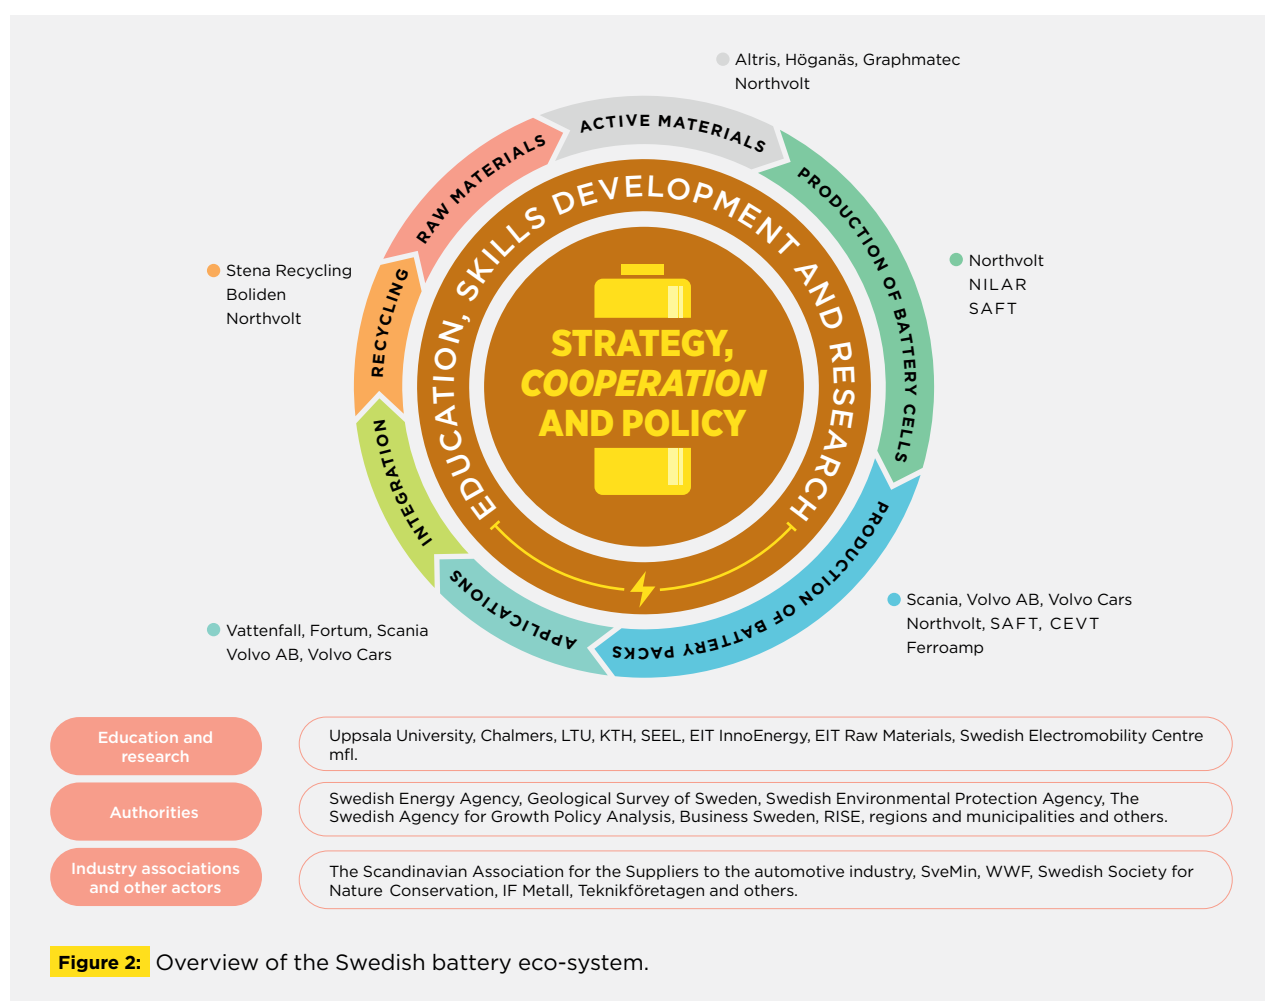 Altris, Höganäs, Graphmatec
Northvolt
ACTIVE MATERIALS
RAW MATERIALS
PRODUCTION OF BATTERY CELLS
EDUCATION, SKILLS DEVELOPMENT AND RESEARCH
Stena Recycling
Boliden
Northvolt
RECYCLING
Northvolt
NILAR
SAFT
STRATEGY,
COOPERATION
AND POLICY
INTEGRATION
PRODUCTION OF BATTERY PACKS
APPLICATIONS
Scania, Volvo AB, Volvo Cars
Northvolt, SAFT, CEVT
Ferroamp
Vattenfall, Fortum, Scania
Volvo AB, Volvo Cars
Education and
research
Uppsala University, Chalmers, LTU, KTH, SEEL, EIT InnoEnergy, EIT Raw Materials, Swedish Electromobility Centre
mfl.
Authorities
Swedish Energy Agency, Geological Survey of Sweden, Swedish Environmental Protection Agency, The
Swedish Agency for Growth Policy Analysis, Business Sweden, RISE, regions and municipalities and others.
Industry associations
and other actors
The Scandinavian Association for the Suppliers to the automotive industry, SveMin, WWF, Swedish Society for
Nature Conservation, IF Metall, Teknikföretagen and others.
Figure 2: Overview of the Swedish battery eco-system.